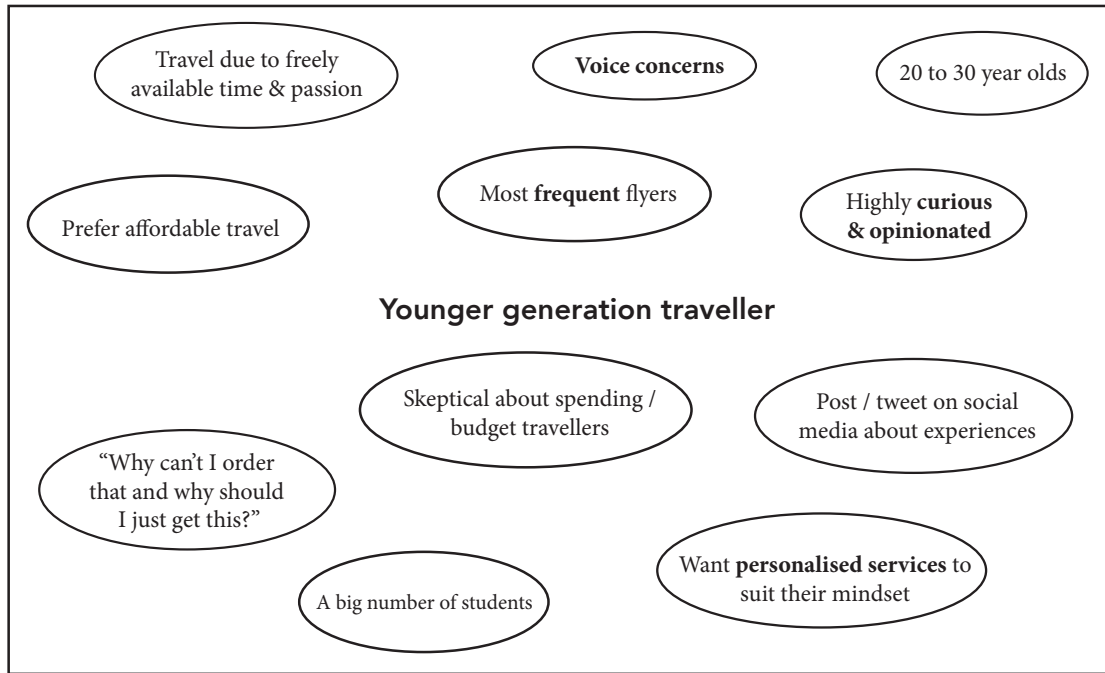 Travel due to freely
available time & passion
Voice concerns
20 to 30 year olds
Prefer affordable travel
Most frequent flyers
Highly curious
& opinionated
Younger generation traveller
Skeptical about spending /
budget travellers
Post / tweet on social
media about experiences
“Why can’t I order
that and why should
I just get this?”
A big number of students
Want personalised services to
suit their mindset